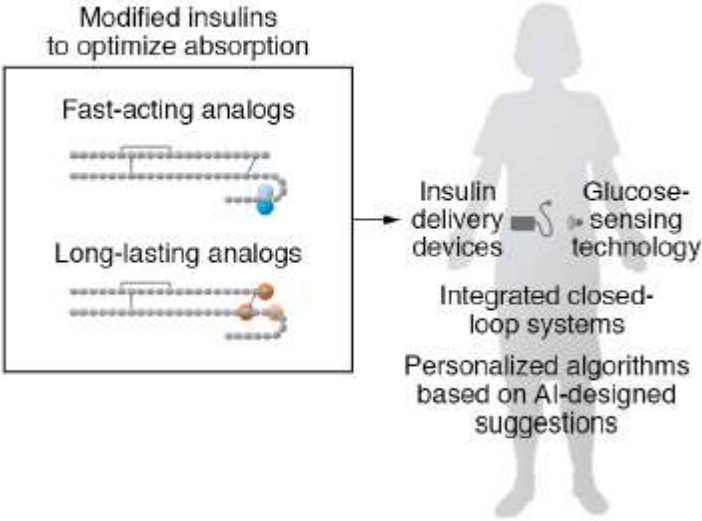 Modified insulins
to optimize absorption
Fast-acting analogs
Long-lasting analogs
Insulin
delivery
devices
Glucose-
sensing
technology
Integrated closed-
loop systems
Personalized algorithms
based on AI-designed
suggestions